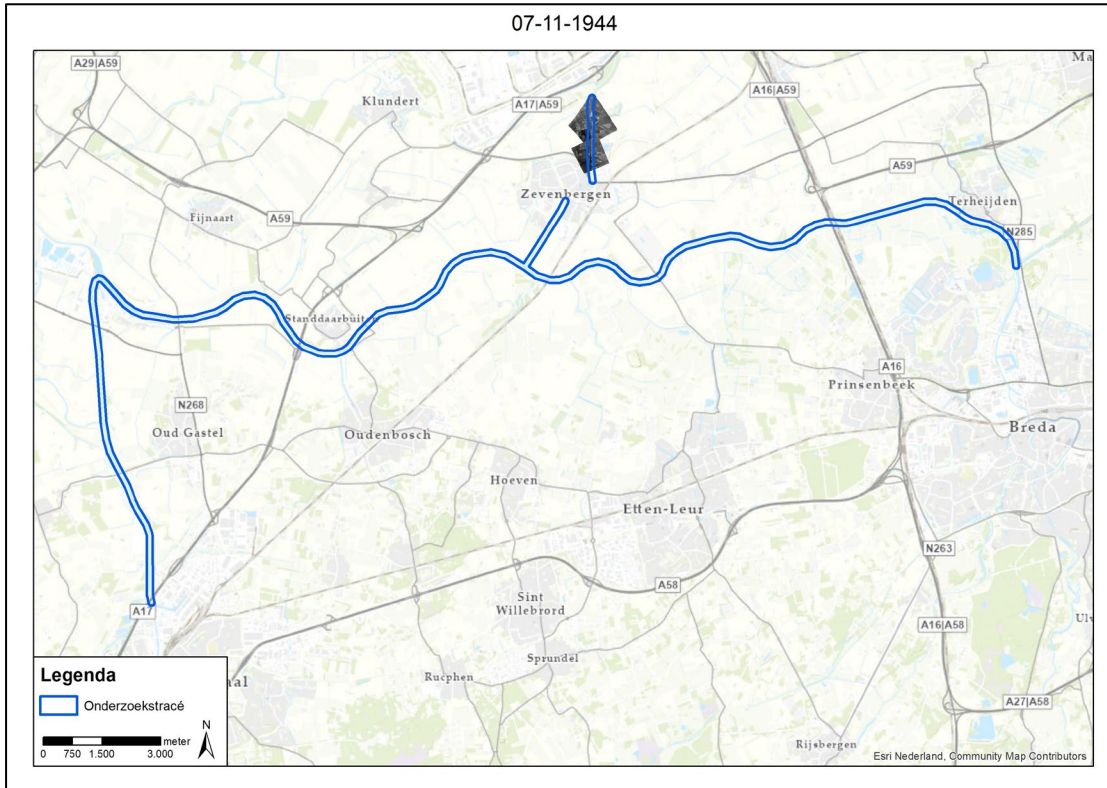 07-11-1944
A29|A59
Ma
Klundert
A17|A59
A16|A59
A59
Zevenbergen
Fijnaart
A59
Terheijden
N285
Standdaarbuiten
A16
Prinsenbeek
N268
Oud Gastel
Oudenbosch
Breda
Hoeven
Etten-Leur
N263
A58
Sint
Willebrord
A17
A16|A58
Ulv
Sprundel
Rucphen
aal
A27|A58
Rijsbergen
Legenda
Onderzoekstracé
N
meter
0 750 1.500 3.000
Esri Nederland, Community Map Contributors